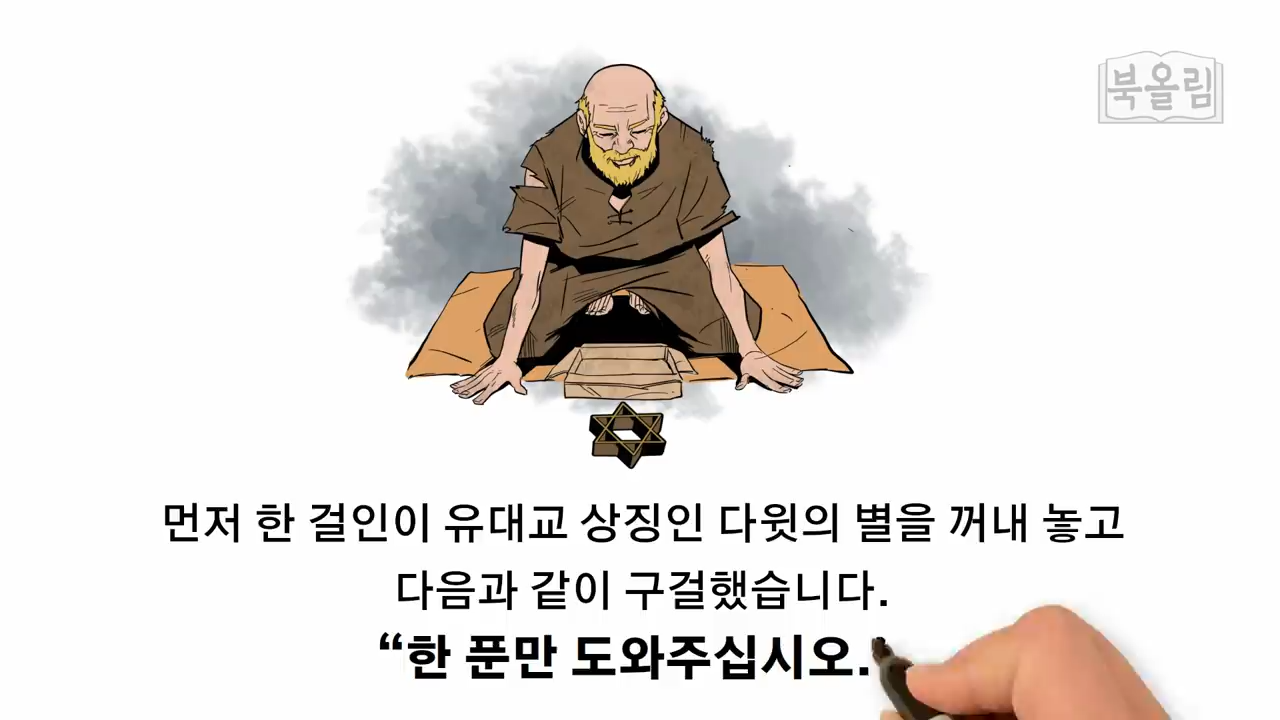 북올림
먼저 한 걸인이 유대교 상징인 다윗의 별을 꺼내 놓고
다음과 같이 구걸했습니다.
“한 푼만 도와주십시오.